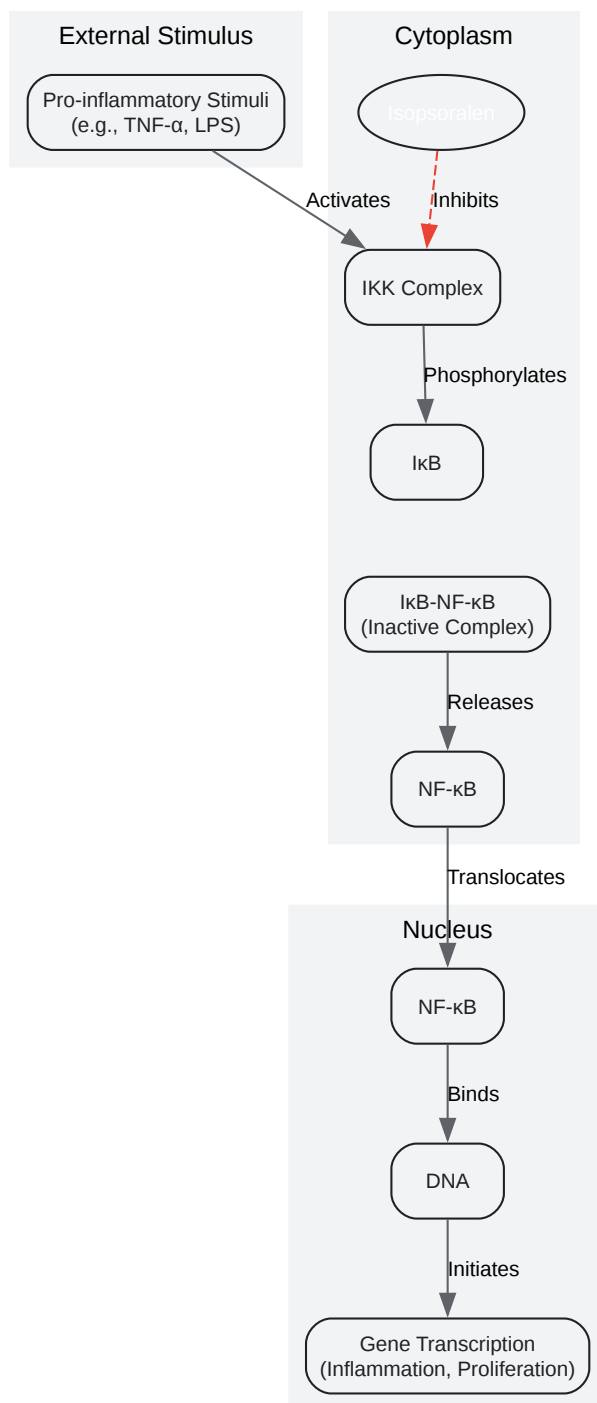 External Stimulus
Pro-inflammatory Stimuli
(e.g., TNF-α, LPS)
Cytoplasm
Isopsoralen
Activates
Inhibits
IKK Complex
Phosphorylates
IκB
IκB-NF-κB
(Inactive Complex)
Releases
NF-κB
Translocates
Nucleus
NF-κB
Binds
DNA
Initiates
Gene Transcription
(Inflammation, Proliferation)